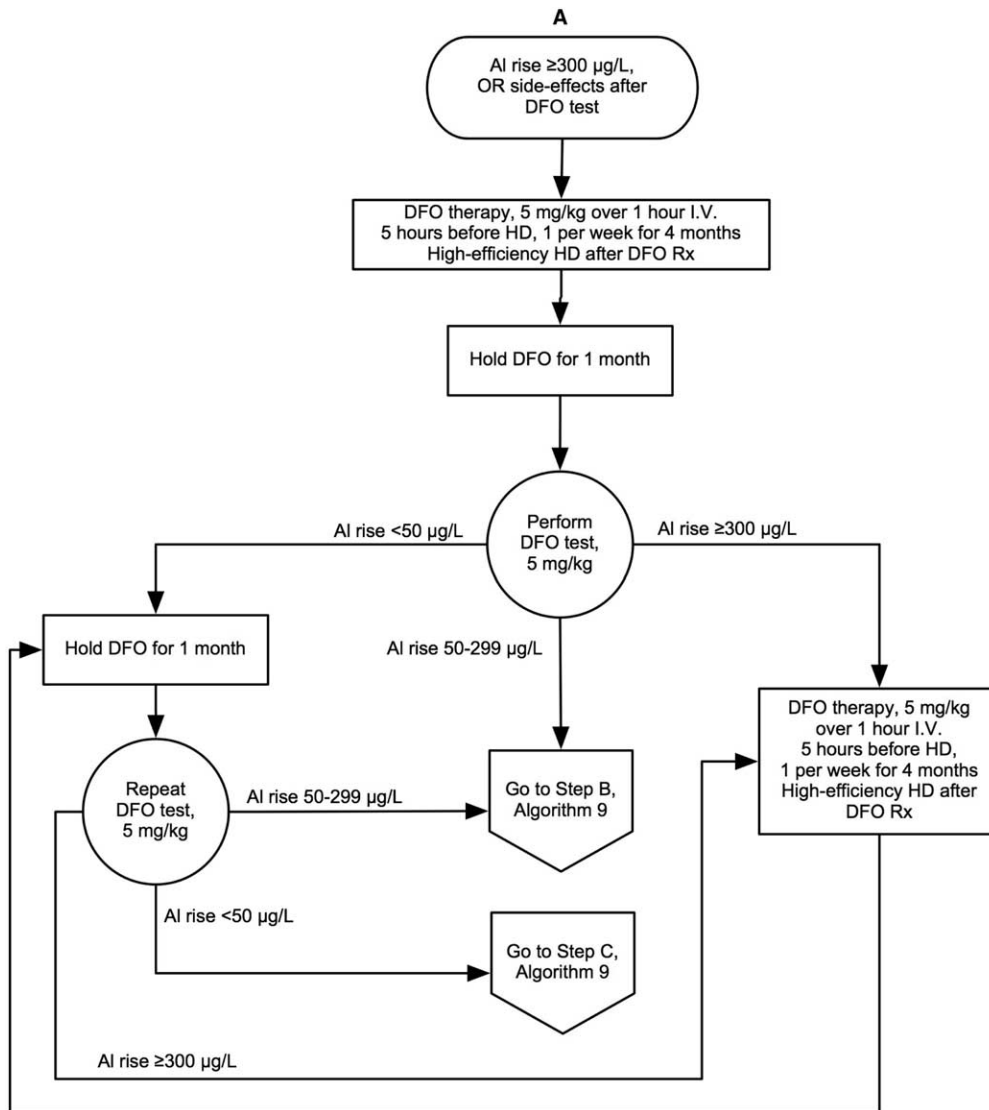 A
Al rise ≥300 µg/L,
OR side-effects after
DFO test
DFO therapy, 5 mg/kg over 1 hour I.V.
5 hours before HD, 1 per week for 4 months
High-efficiency HD after DFO Rx
Hold DFO for 1 month
Perform
DFO test,
5 mg/kg
Al rise <50 µg/L
Al rise ≥300 µg/L
Hold DFO for 1 month
Al rise 50-299 µg/L
DFO therapy, 5 mg/kg
over 1 hour I.V.
5 hours before HD,
1 per week for 4 months
High-efficiency HD after
DFO Rx
Repeat
DFO test,
5 mg/kg
Al rise 50-299 µg/L
Go to Step B,
Algorithm 9
Al rise <50 µg/L
Go to Step C,
Algorithm 9
Al rise ≥300 µg/L